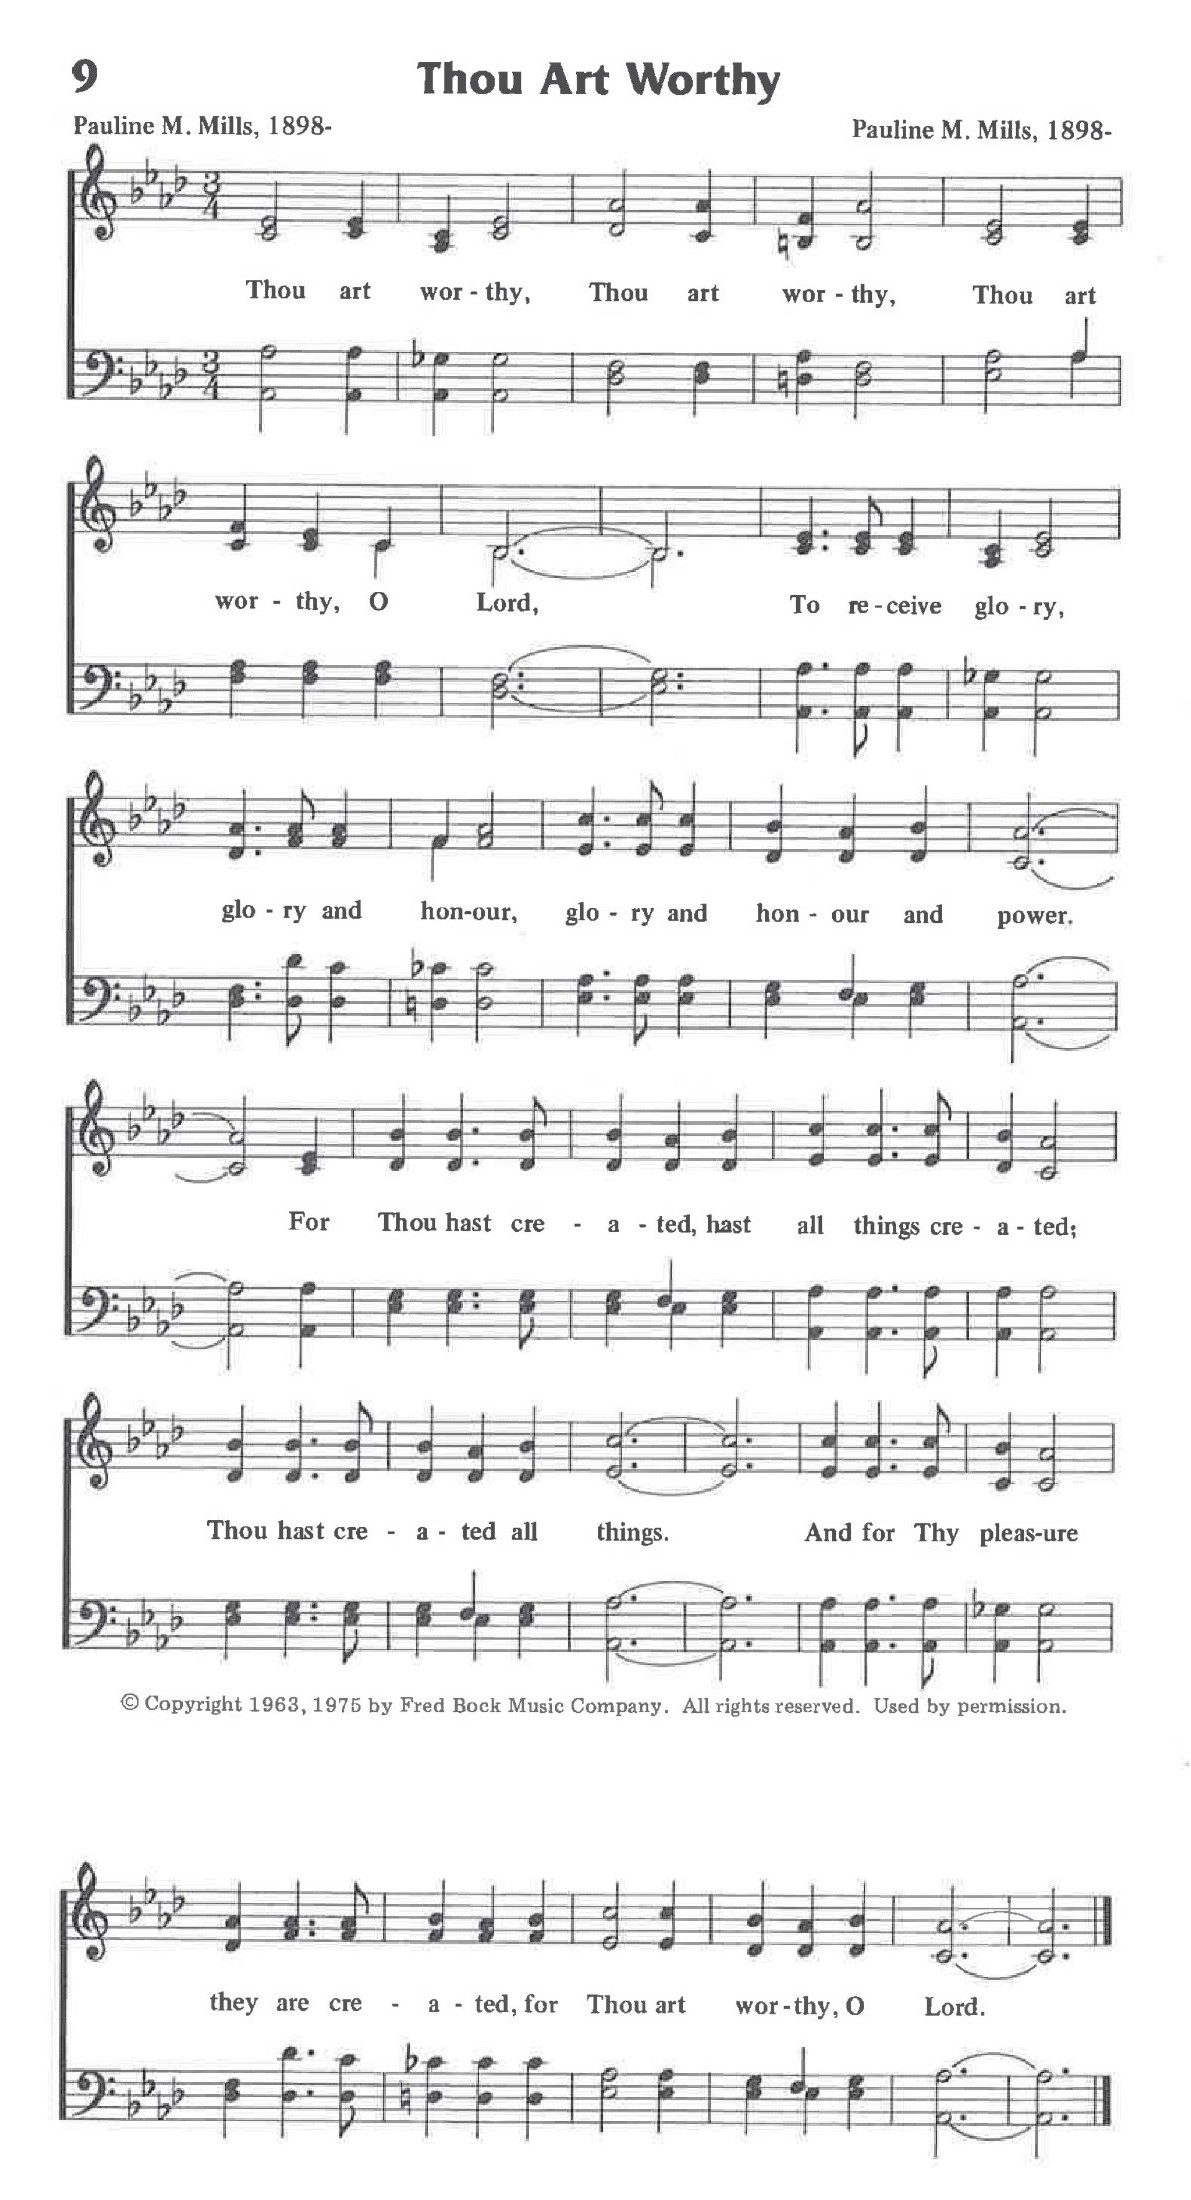 9 Thou Art Worthy
Pauline M. Mills, 1898- Pauline M. Mills, 1898-
3 4
Thou art wor - thy, Thou art wor - thy, Thou art
3 4
wor - thy, O Lord, To re - ceive glo - ry,
glo - ry and hon-our, glo - ry and hon - our and power.
For Thou hast cre - a - ted, hast all things cre - a - ted;
Thou hast cre - a - ted all things. And for Thy pleas-ure
© Copyright 1963, 1975 by Fred Bock Music Company. All rights reserved. Used by permission.
they are cre - a - ted, for Thou art wor-thy, O Lord.